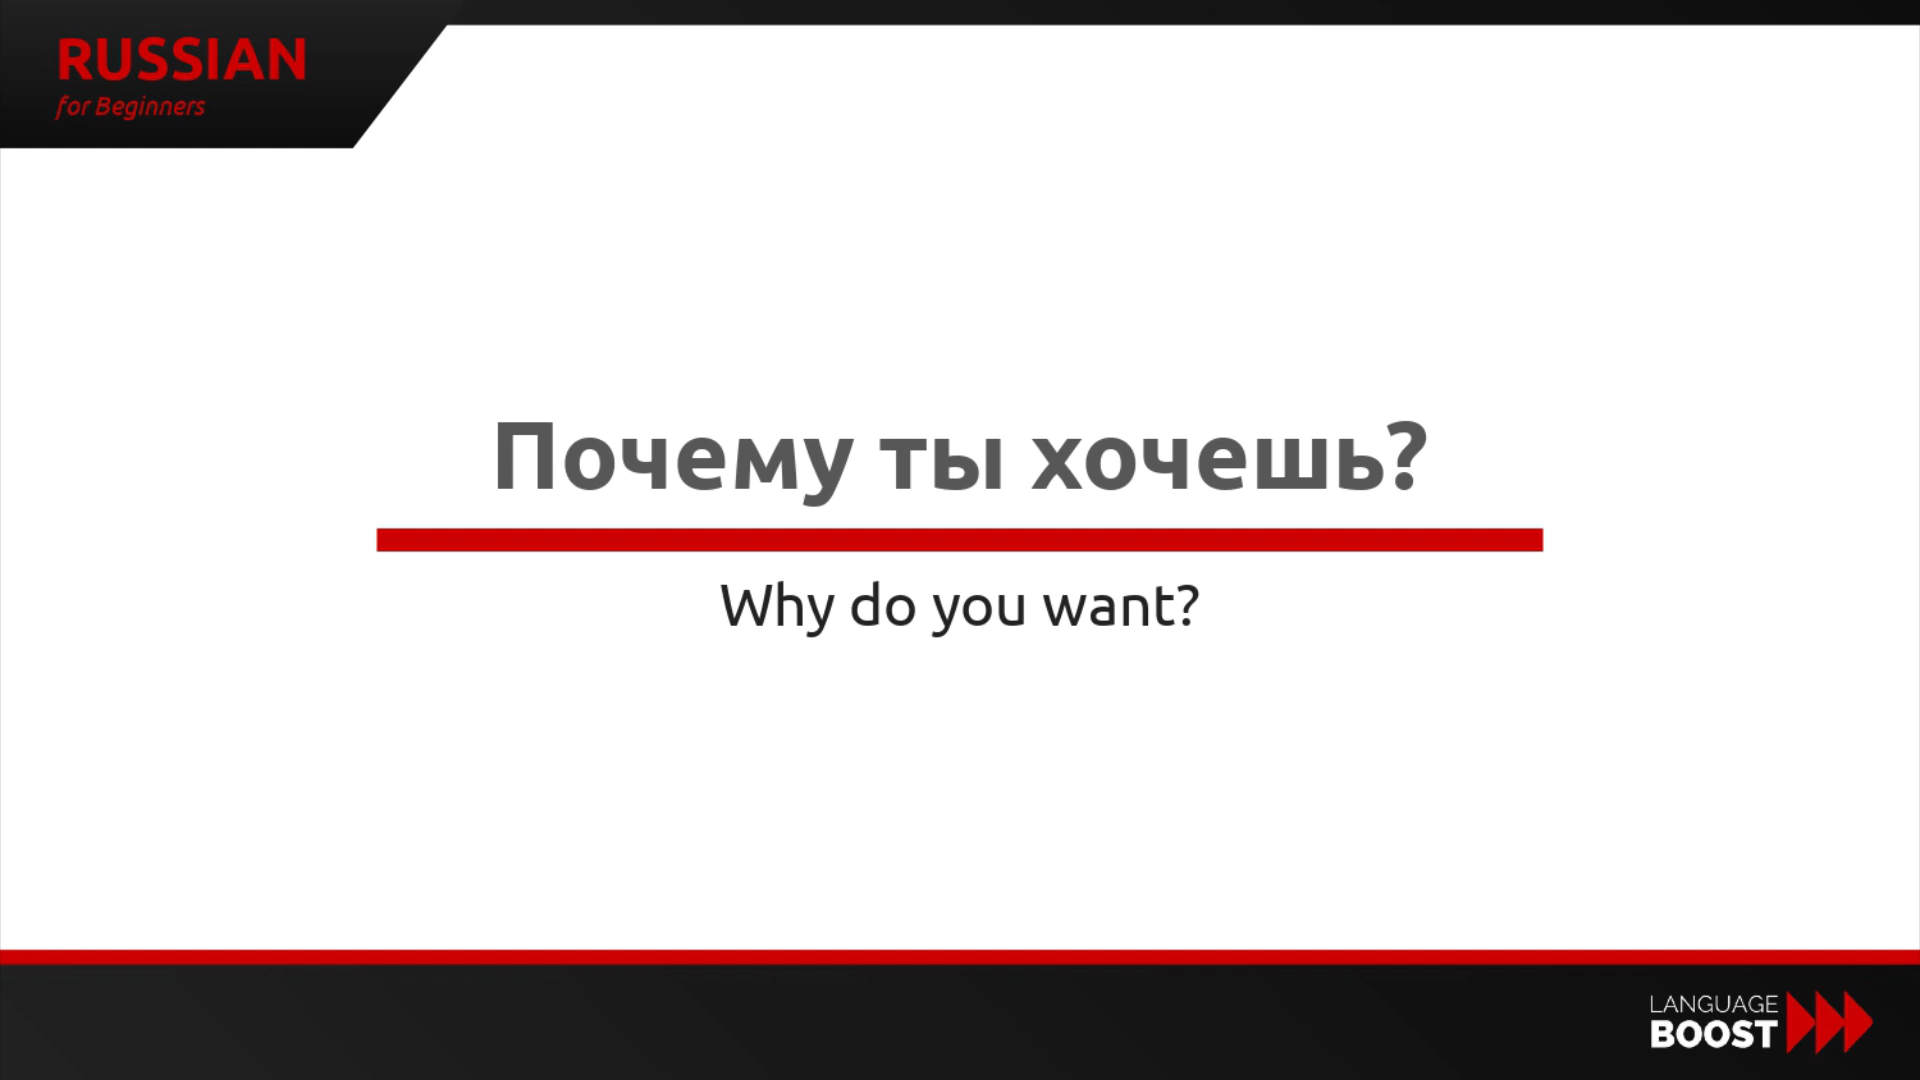 RUSSIAN
for Beginners
Почему ты хочешь?
Why do you want?
LANGUAGE
BOOST